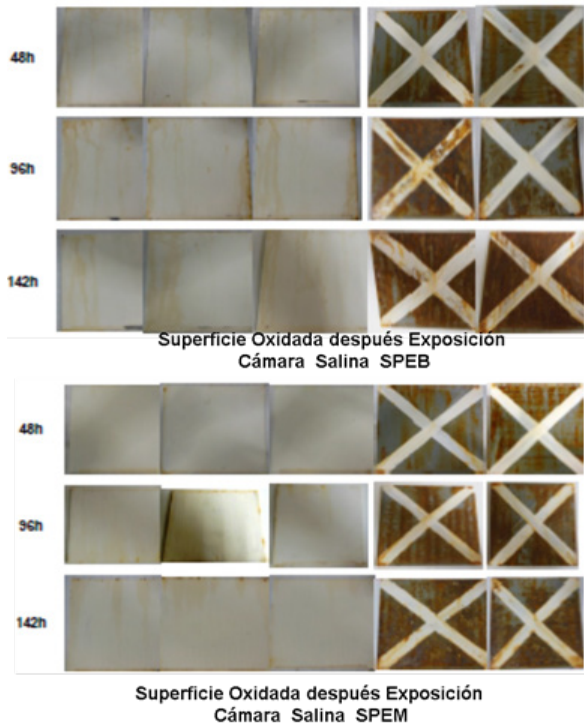 48h
96h
142h
Superficie Oxidada después Exposición
Cámara Salina SPEB
48h
96h
142h
Superficie Oxidada después Exposición
Cámara Salina SPEM